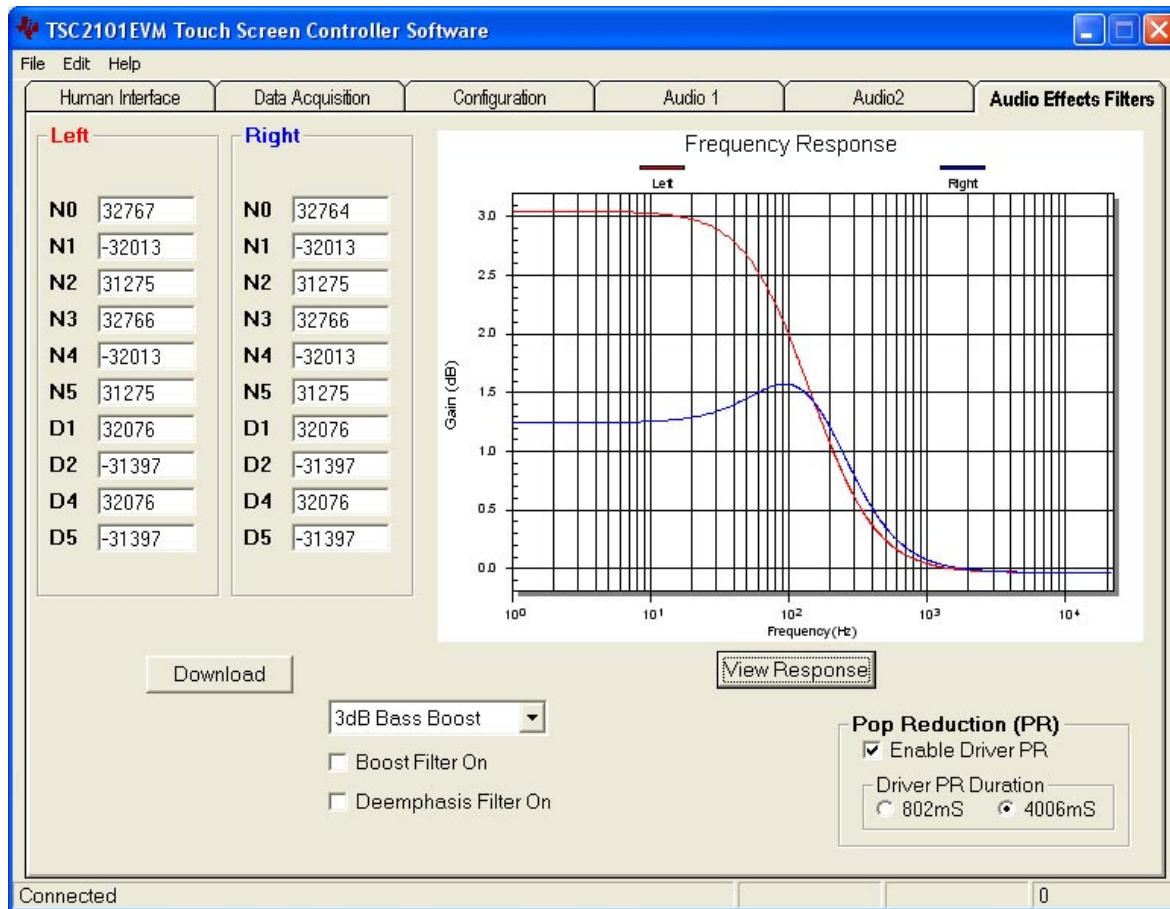 TSC2101EVM Touch Screen Controller Software
File Edit Help
Human Interface Data Acquisition Configuration Audio 1 Audio2 Audio Effects Filters
Left
N0 32767
N1 -32013
N2 31275
N3 32766
N4 -32013
N5 31275
D1 32076
D2 -31397
D4 32076
D5 -31397
Right
N0 32764
N1 -32013
N2 31275
N3 32766
N4 -32013
N5 31275
D1 32076
D2 -31397
D4 32076
D5 -31397
Frequency Response
Left Right
Gain (dB)
3.0
2.5
2.0
1.5
1.0
0.5
0.0
10⁰ 10¹ 10² 10³ 10⁴
Frequency(Hz)
Download
View Response
3dB Bass Boost
Boost Filter On
Deemphasis Filter On
Pop Reduction (PR)
Enable Driver PR
Driver PR Duration
802mS 4006mS
Connected 0